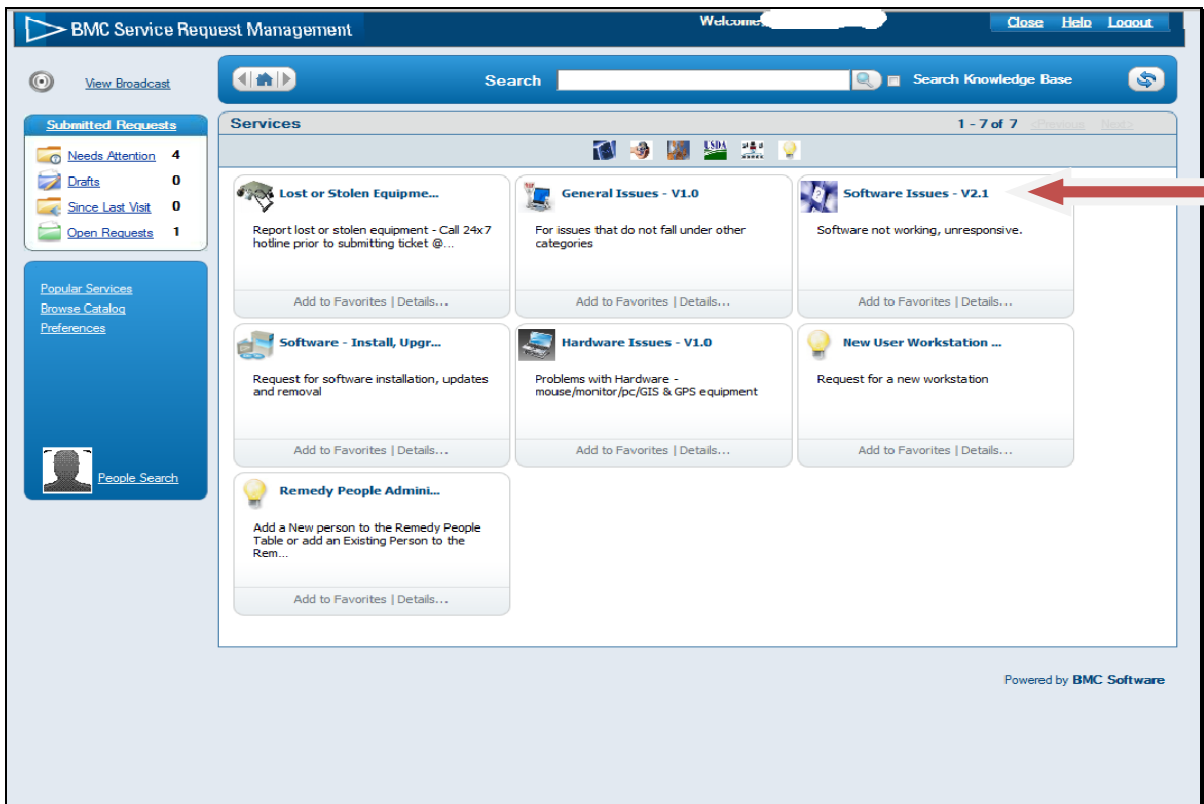 BMC Service Request Management
Welcome,
Close Help Logout
View Broadcast
Search
Search Knowledge Base
Submitted Requests
Needs Attention 4
Drafts 0
Since Last Visit 0
Open Requests 1
Popular Services
Browse Catalog
Preferences
People Search
Services
1 - 7 of 7 <Previous Next>
USDA
Lost or Stolen Equipme...
Report lost or stolen equipment - Call 24x7
hotline prior to submitting ticket @...
Add to Favorites | Details...
General Issues - V1.0
For issues that do not fall under other
categories
Add to Favorites | Details...
Software Issues - V2.1
Software not working, unresponsive.
Add to Favorites | Details...
Software - Install, Upgr...
Request for software installation, updates
and removal
Add to Favorites | Details...
Hardware Issues - V1.0
Problems with Hardware -
mouse/monitor/pc/GIS & GPS equipment
Add to Favorites | Details...
New User Workstation ...
Request for a new workstation
Add to Favorites | Details...
Remedy People Admini...
Add a New person to the Remedy People
Table or add an Existing Person to the
Rem...
Add to Favorites | Details...
Powered by BMC Software